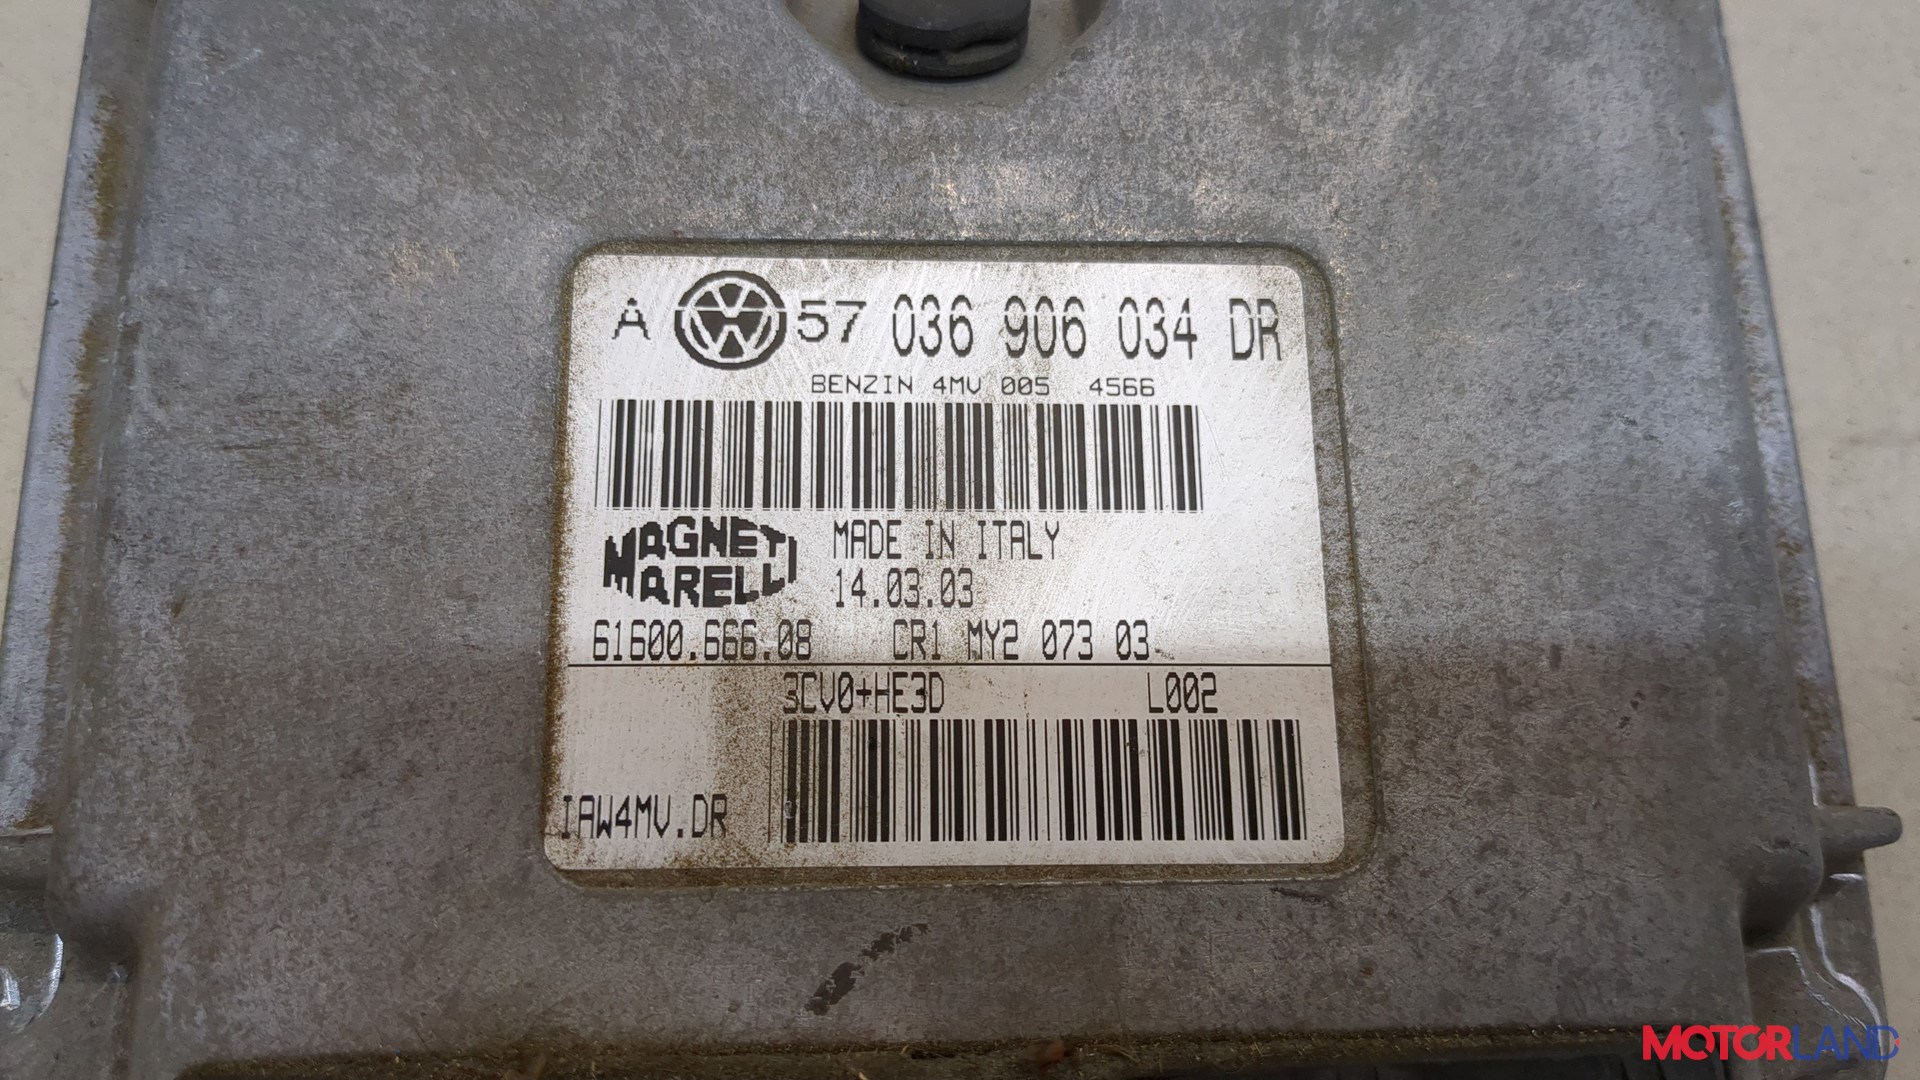 A 57 036 906 034 DR
BENZIN 4MV 005 4566
MAGNETI
MARELLI
MADE IN ITALY
14.03.03
61600.666.08 CR1 MY2 073 03
3CV0+HE3D L002
IAW4MV.DR
MOTORLAND